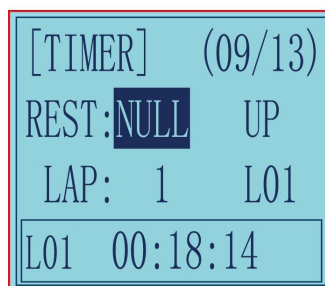 [TIMER] (09/13)
REST:NULL UP
LAP: 1 L01
L01 00:18:14